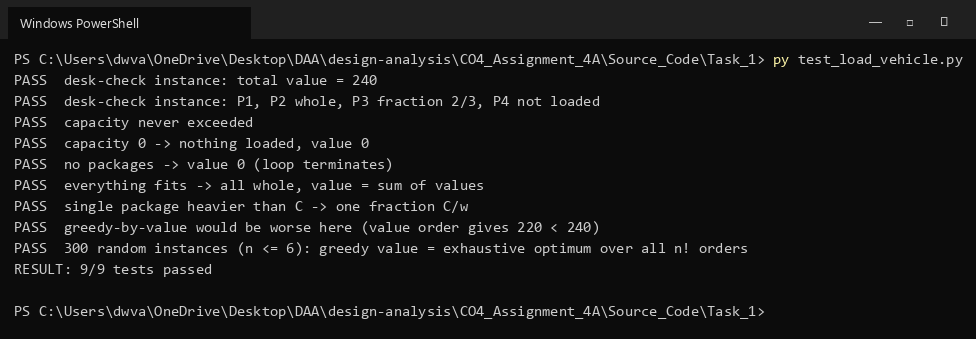 Windows PowerShell
PS C:\Users\dwva\OneDrive\Desktop\DAA\design-analysis\CO4_Assignment_4A\Source_Code\Task_1> py test_load_vehicle.py
PASS  desk-check instance: total value = 240
PASS  desk-check instance: P1, P2 whole, P3 fraction 2/3, P4 not loaded
PASS  capacity never exceeded
PASS  capacity 0 -> nothing loaded, value 0
PASS  no packages -> value 0 (loop terminates)
PASS  everything fits -> all whole, value = sum of values
PASS  single package heavier than C -> one fraction C/w
PASS  greedy-by-value would be worse here (value order gives 220 < 240)
PASS  300 random instances (n <= 6): greedy value = exhaustive optimum over all n! orders
RESULT: 9/9 tests passed
PS C:\Users\dwva\OneDrive\Desktop\DAA\design-analysis\CO4_Assignment_4A\Source_Code\Task_1>